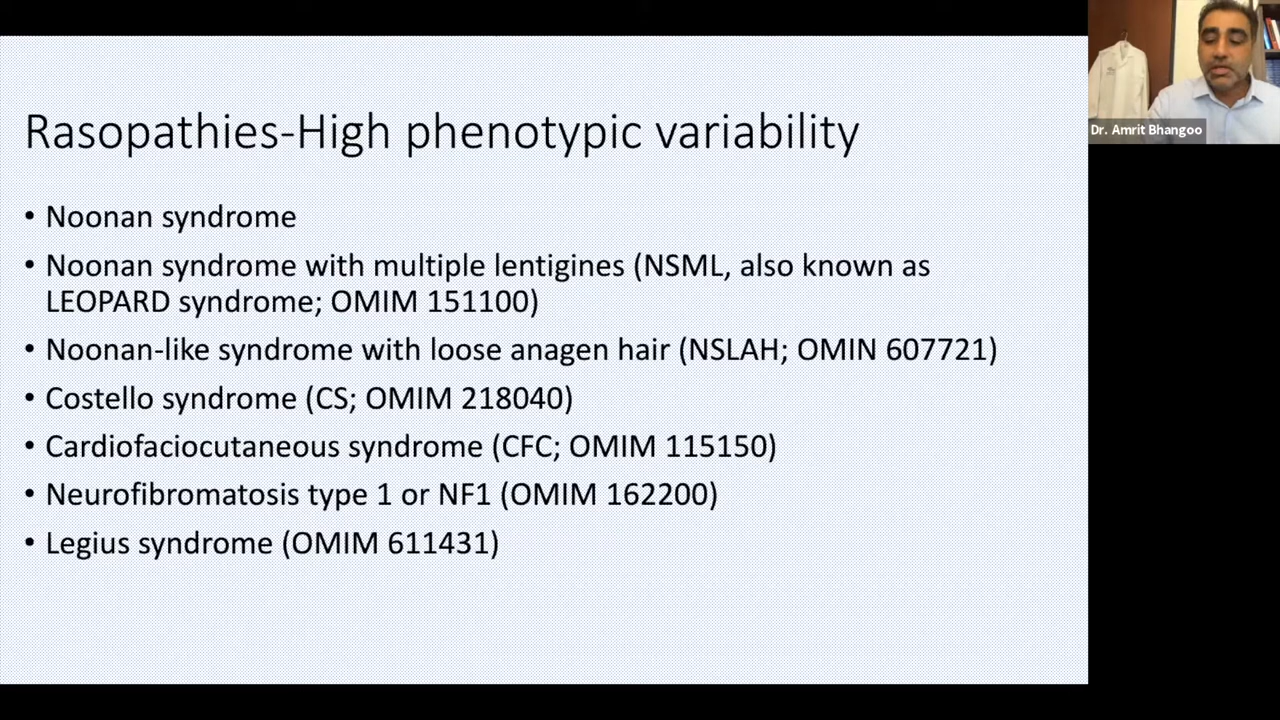 Rasopathies-High phenotypic variability
• Noonan syndrome
• Noonan syndrome with multiple lentigines (NSML, also known as
LEOPARD syndrome; OMIM 151100)
• Noonan-like syndrome with loose anagen hair (NSLAH; OMIN 607721)
• Costello syndrome (CS; OMIM 218040)
• Cardiofaciocutaneous syndrome (CFC; OMIM 115150)
• Neurofibromatosis type 1 or NF1 (OMIM 162200)
• Legius syndrome (OMIM 611431)
Dr. Amrit Bhangoo